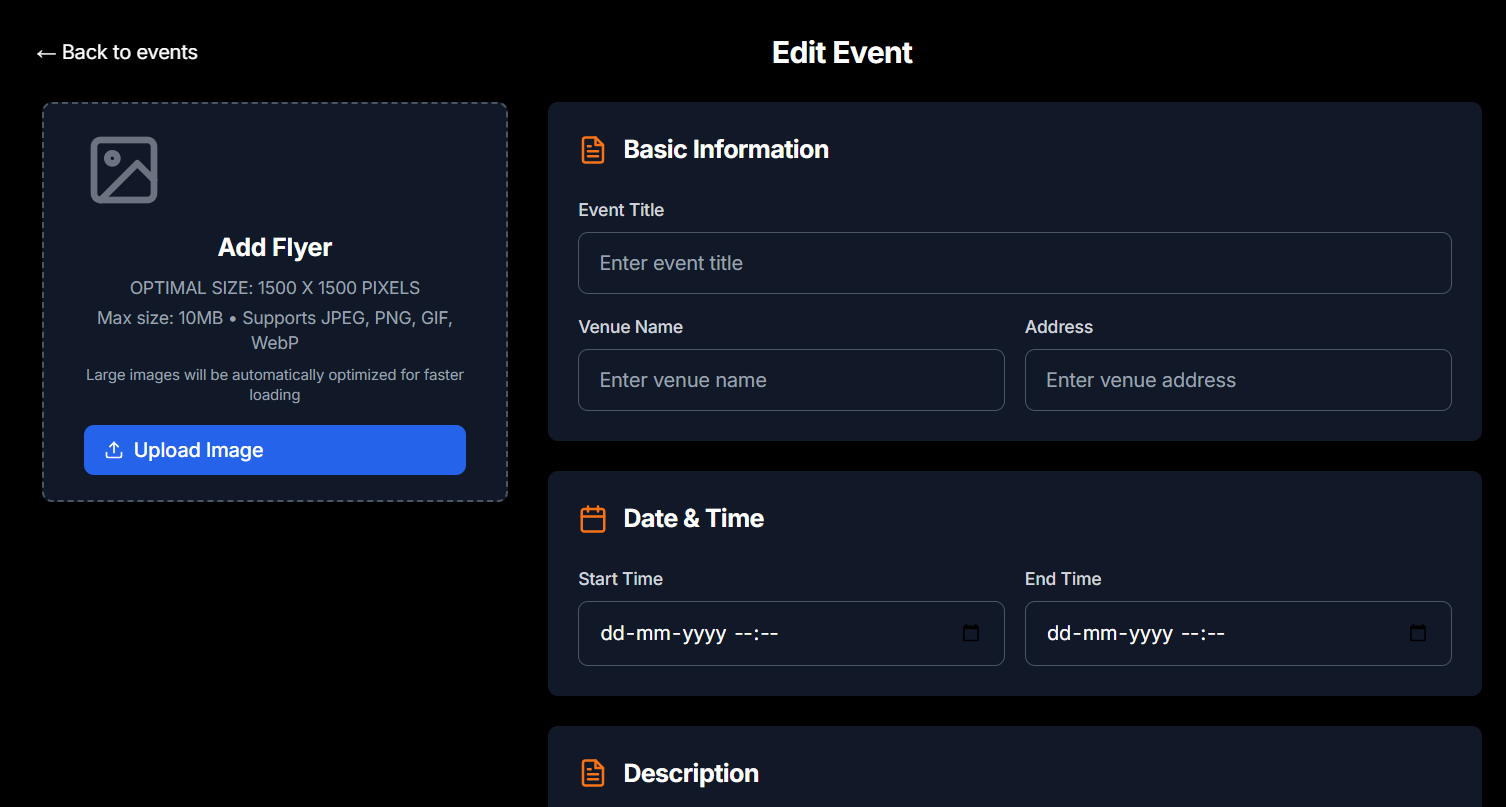 ← Back to events
Edit Event
Add Flyer
OPTIMAL SIZE: 1500 X 1500 PIXELS
Max size: 10MB • Supports JPEG, PNG, GIF,
WebP
Large images will be automatically optimized for faster
loading
Upload Image
Basic Information
Event Title
Enter event title
Venue Name
Address
Enter venue name
Enter venue address
Date & Time
Start Time
End Time
dd-mm-yyyy --:--
dd-mm-yyyy --:--
Description